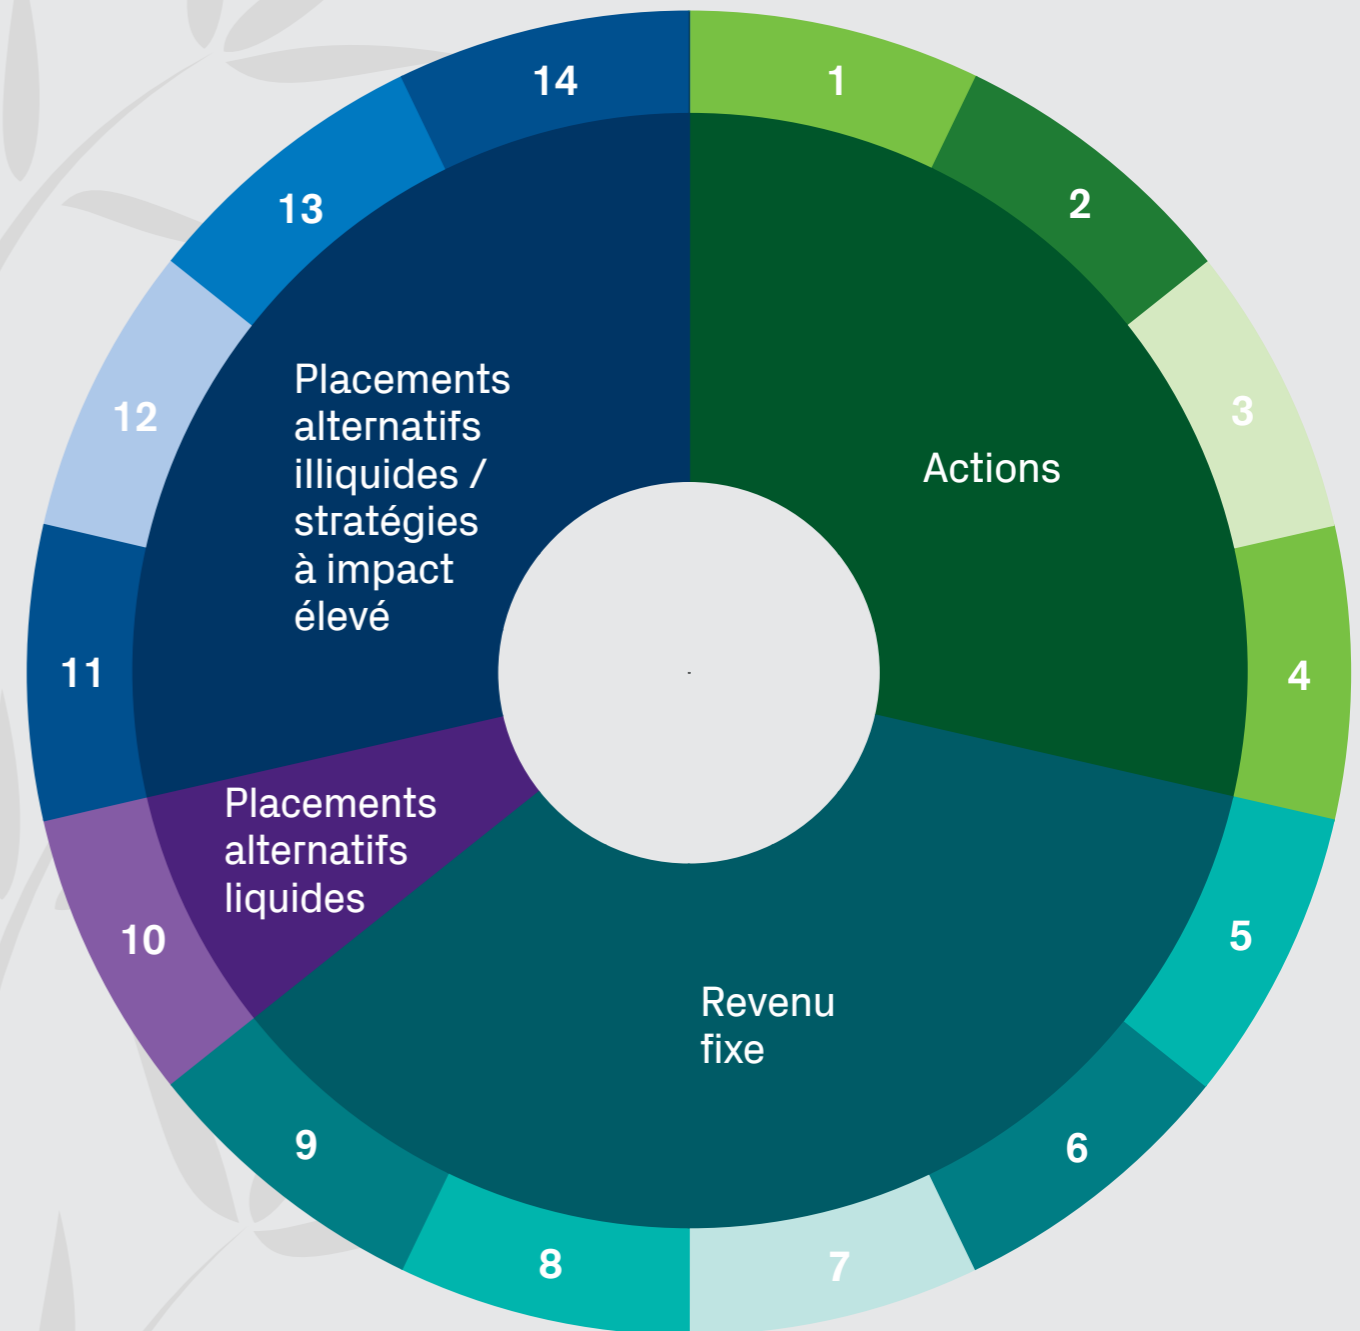 14
1
13
2
12
3
Placements
alternatifs
illiquides /
stratégies
à impact
élevé
Actions
11
4
Placements
alternatifs
liquides
10
5
Revenu
fixe
9
6
8
7